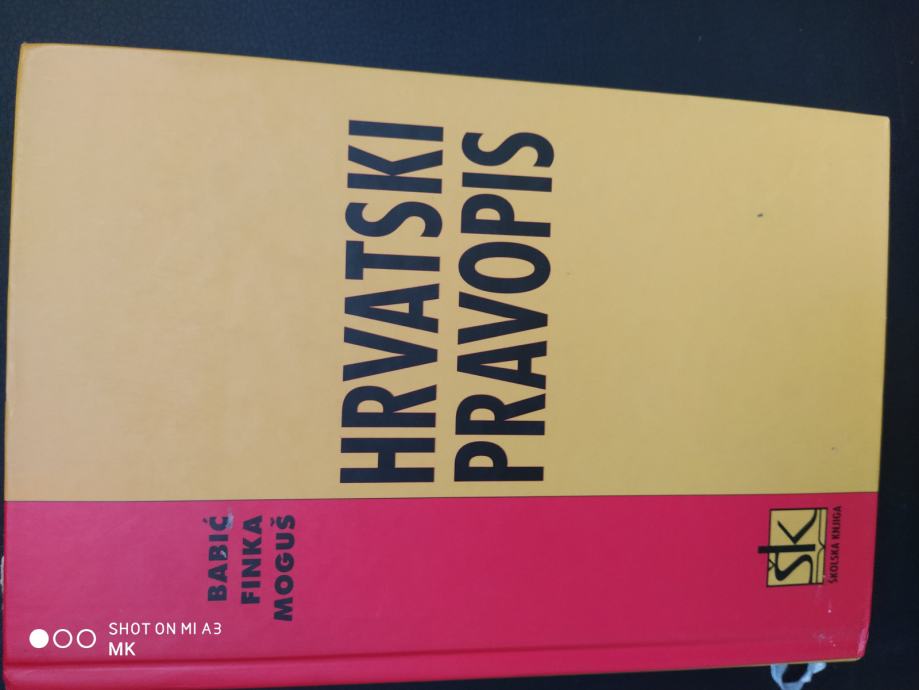 BABIĆ
FINKA
MOGUŠ
HRVATSKI
PRAVOPIS
šk
ŠKOLSKA KNJIGA
SHOT ON MI A3
MK